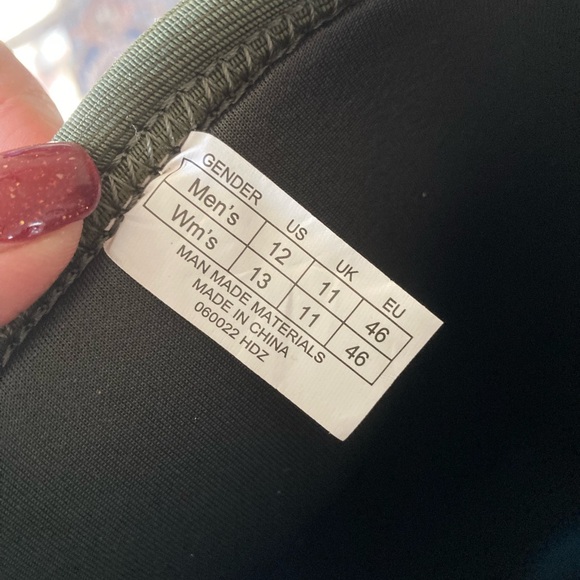 GENDER US UK EU
Men's 12 11 46
Wm's 13 11 46
MAN MADE MATERIALS
MADE IN CHINA
060022 HDZ